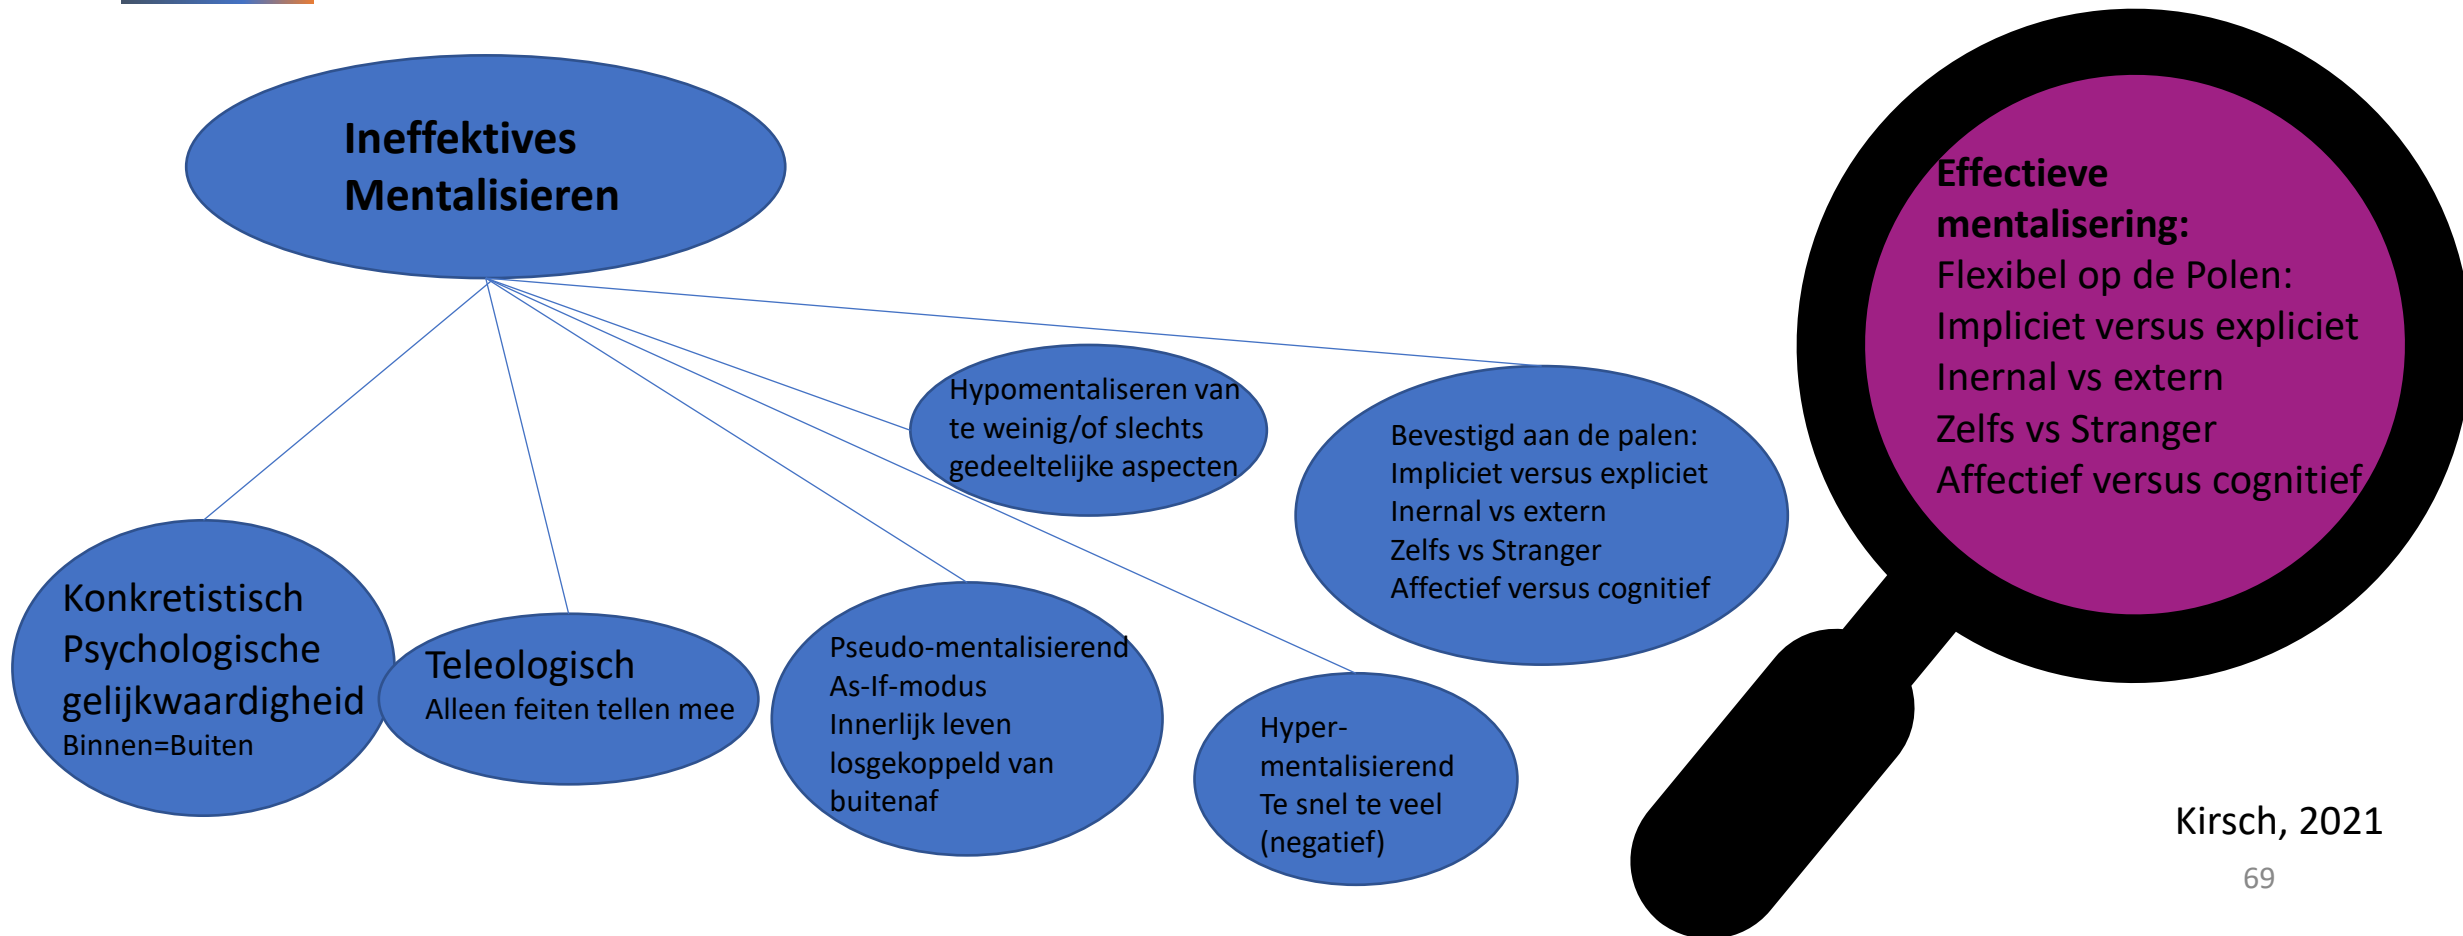 Ineffektives
Mentalisieren
Effectieve
mentalisering:
Flexibel op de Polen:
Impliciet versus expliciet
Inernal vs extern
Zelfs vs Stranger
Affectief versus cognitief
Hypomentaliseren van
te weinig/of slechts
gedeeltelijke aspecten
Bevestigd aan de palen:
Impliciet versus expliciet
Inernal vs extern
Zelfs vs Stranger
Affectief versus cognitief
Konkretistisch
Psychologische
gelijkwaardigheid
Binnen=Buiten
Teleologisch
Alleen feiten tellen mee
Pseudo-mentalisierend
As-If-modus
Innerlijk leven
losgekoppeld van
buitenaf
Hyper-
mentalisierend
Te snel te veel
(negatief)
Kirsch, 2021
69